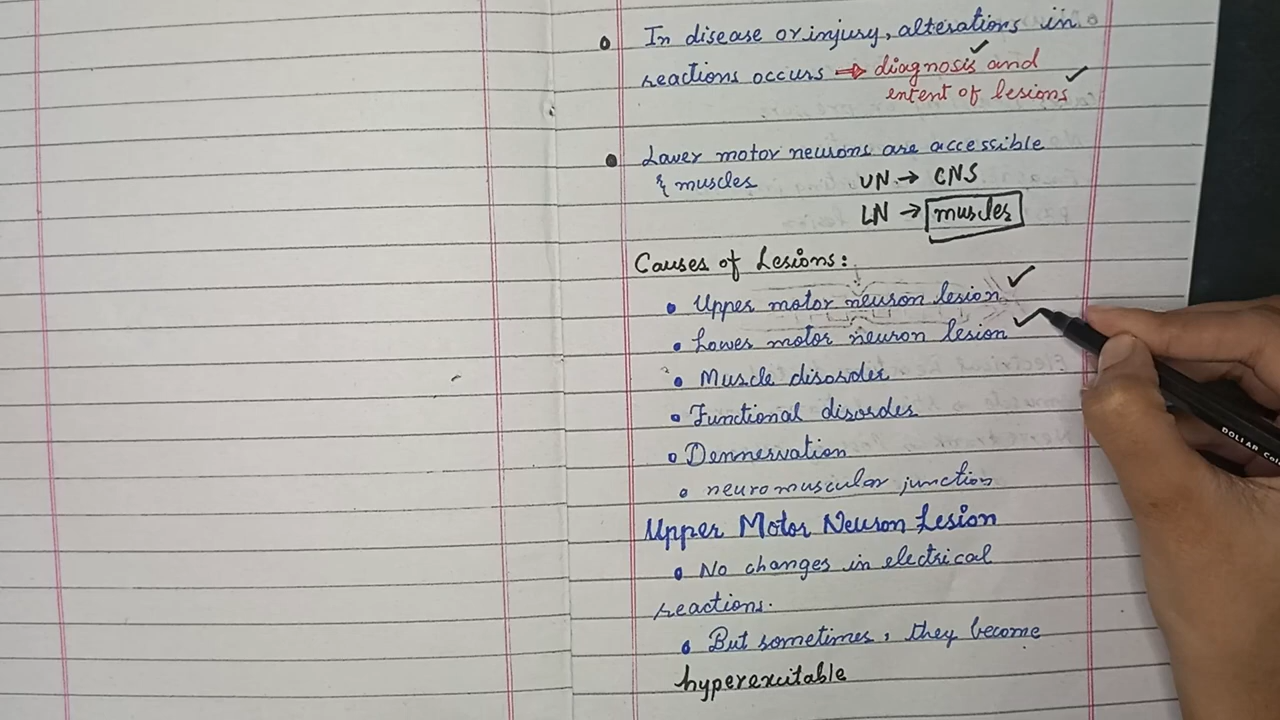 In disease or injury, alterations in
reactions occurs ⇒ diagnosis and
extent of lesions
Lower motor neurons are accessible
& muscles
UN → CNS
LN → muscles
Causes of Lesions:
• Upper motor neuron lesion
• Lower motor neuron lesion
• Muscle disorder
• Functional disorder
• Dennervation
• neuromuscular junction
Upper Motor Neuron Lesion
• No changes in electrical
reactions.
• But sometimes, they become
hyperexcitable
DOLLAR